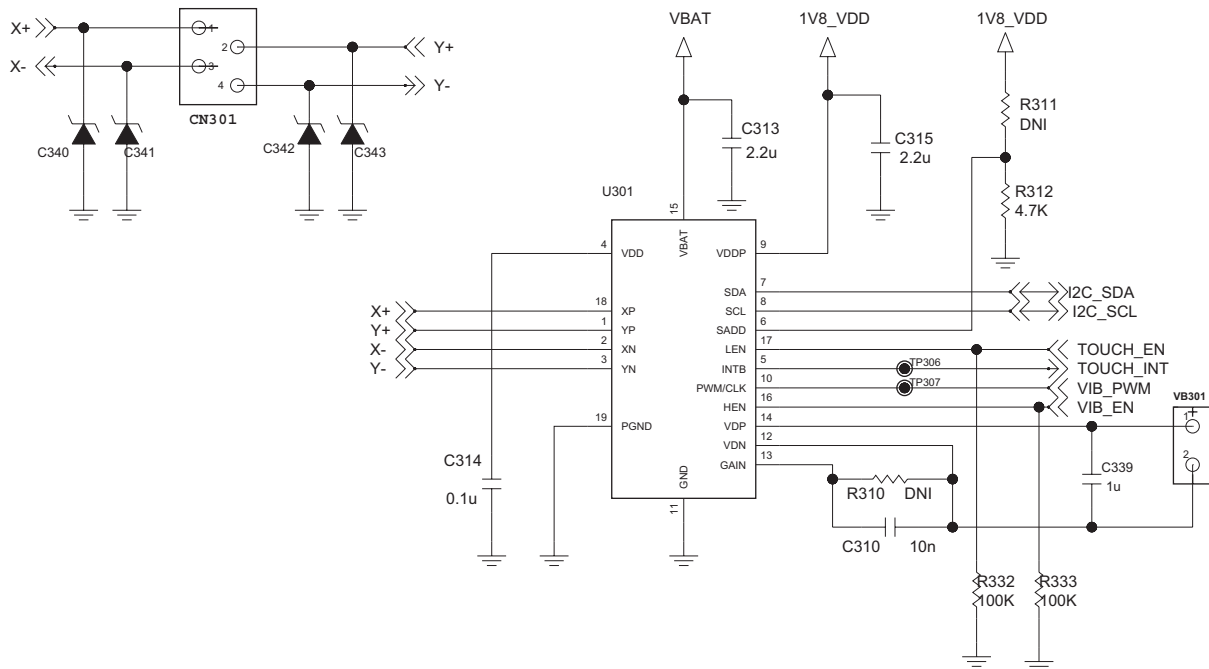 X+
X-
1
2
3
4
Y+
Y-
CN301
C340
C341
C342
C343
VBAT
1V8_VDD
1V8_VDD
C313
2.2u
C315
2.2u
R311
DNI
R312
4.7K
U301
15
VBAT
4
VDD
VDDP
9
SDA
7
I2C_SDA
X+
18
XP
SCL
8
I2C_SCL
Y+
1
YP
SADD
6
X-
2
XN
LEN
17
TOUCH_EN
Y-
3
YN
INTB
5
TP306
TOUCH_INT
PWM/CLK
10
TP307
VIB_PWM
HEN
16
VIB_EN
19
PGND
VDP
14
VDN
12
GAIN
13
GND
11
C314
0.1u
R310
DNI
C310
10n
C339
1u
VB301
1
+
2
R332
100K
R333
100K